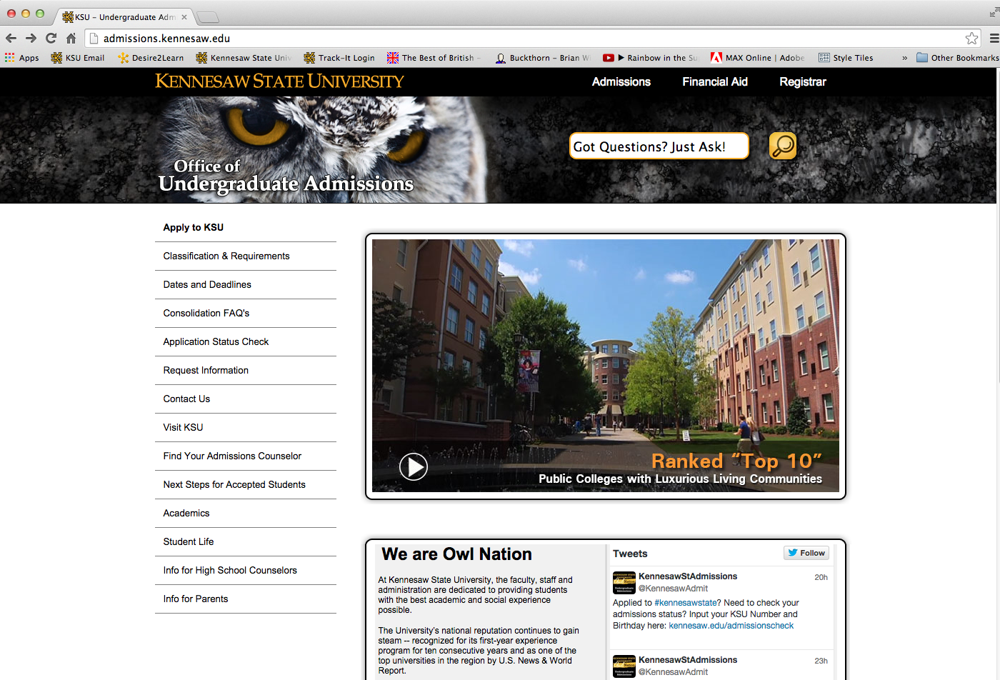 KSU – Undergraduate Adm
admissions.kennesaw.edu
Apps
KSU Email
Desire2Learn
Kennesaw State Univ
Track-It Login
The Best of British –
Buckthorn – Brian W
▶ Rainbow in the Su
MAX Online | Adobe
Style Tiles
»
Other Bookmarks
KENNESAW STATE UNIVERSITY
Admissions
Financial Aid
Registrar
Office of
Undergraduate Admissions
Got Questions? Just Ask!
Apply to KSU
Classification & Requirements
Dates and Deadlines
Consolidation FAQ's
Application Status Check
Request Information
Contact Us
Visit KSU
Find Your Admissions Counselor
Next Steps for Accepted Students
Academics
Student Life
Info for High School Counselors
Info for Parents
Ranked “Top 10”
Public Colleges with Luxurious Living Communities
We are Owl Nation
At Kennesaw State University, the faculty, staff and
administration are dedicated to providing students
with the best academic and social experience
possible.
The University's national reputation continues to gain
steam -- recognized for its first-year experience
program for ten consecutive years and as one of the
top universities in the region by U.S. News & World
Report.
Tweets
Follow
KennesawStAdmissions
20h
@KennesawAdmit
Applied to #kennesawstate? Need to check your
admissions status? Input your KSU Number and
Birthday here: kennesaw.edu/admissionscheck
KennesawStAdmissions
23h
@KennesawAdmit